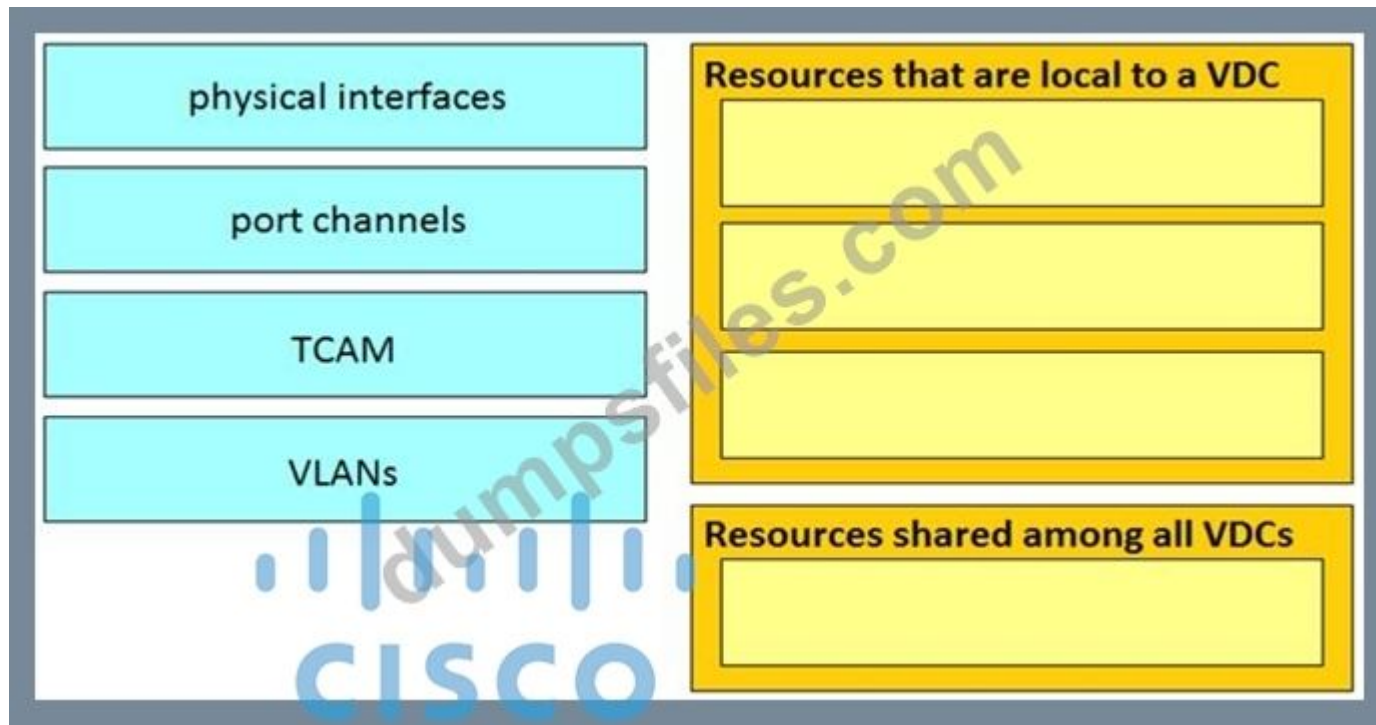 physical interfaces
port channels
TCAM
VLANs
Resources that are local to a VDC
Resources shared among all VDCs
dumpsfiles.com
CISCO